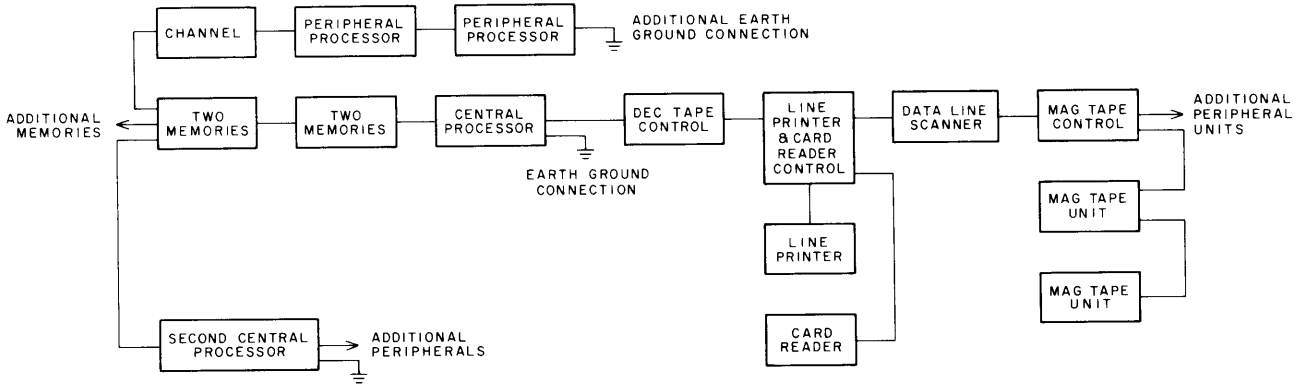 CHANNEL
PERIPHERAL
PROCESSOR
PERIPHERAL
PROCESSOR
ADDITIONAL EARTH
GROUND CONNECTION
ADDITIONAL
MEMORIES
TWO
MEMORIES
TWO
MEMORIES
CENTRAL
PROCESSOR
EARTH GROUND
CONNECTION
DEC TAPE
CONTROL
LINE
PRINTER
& CARD
READER
CONTROL
DATA LINE
SCANNER
MAG TAPE
CONTROL
ADDITIONAL
PERIPHERAL
UNITS
MAG TAPE
UNIT
LINE
PRINTER
MAG TAPE
UNIT
SECOND CENTRAL
PROCESSOR
ADDITIONAL
PERIPHERALS
CARD
READER